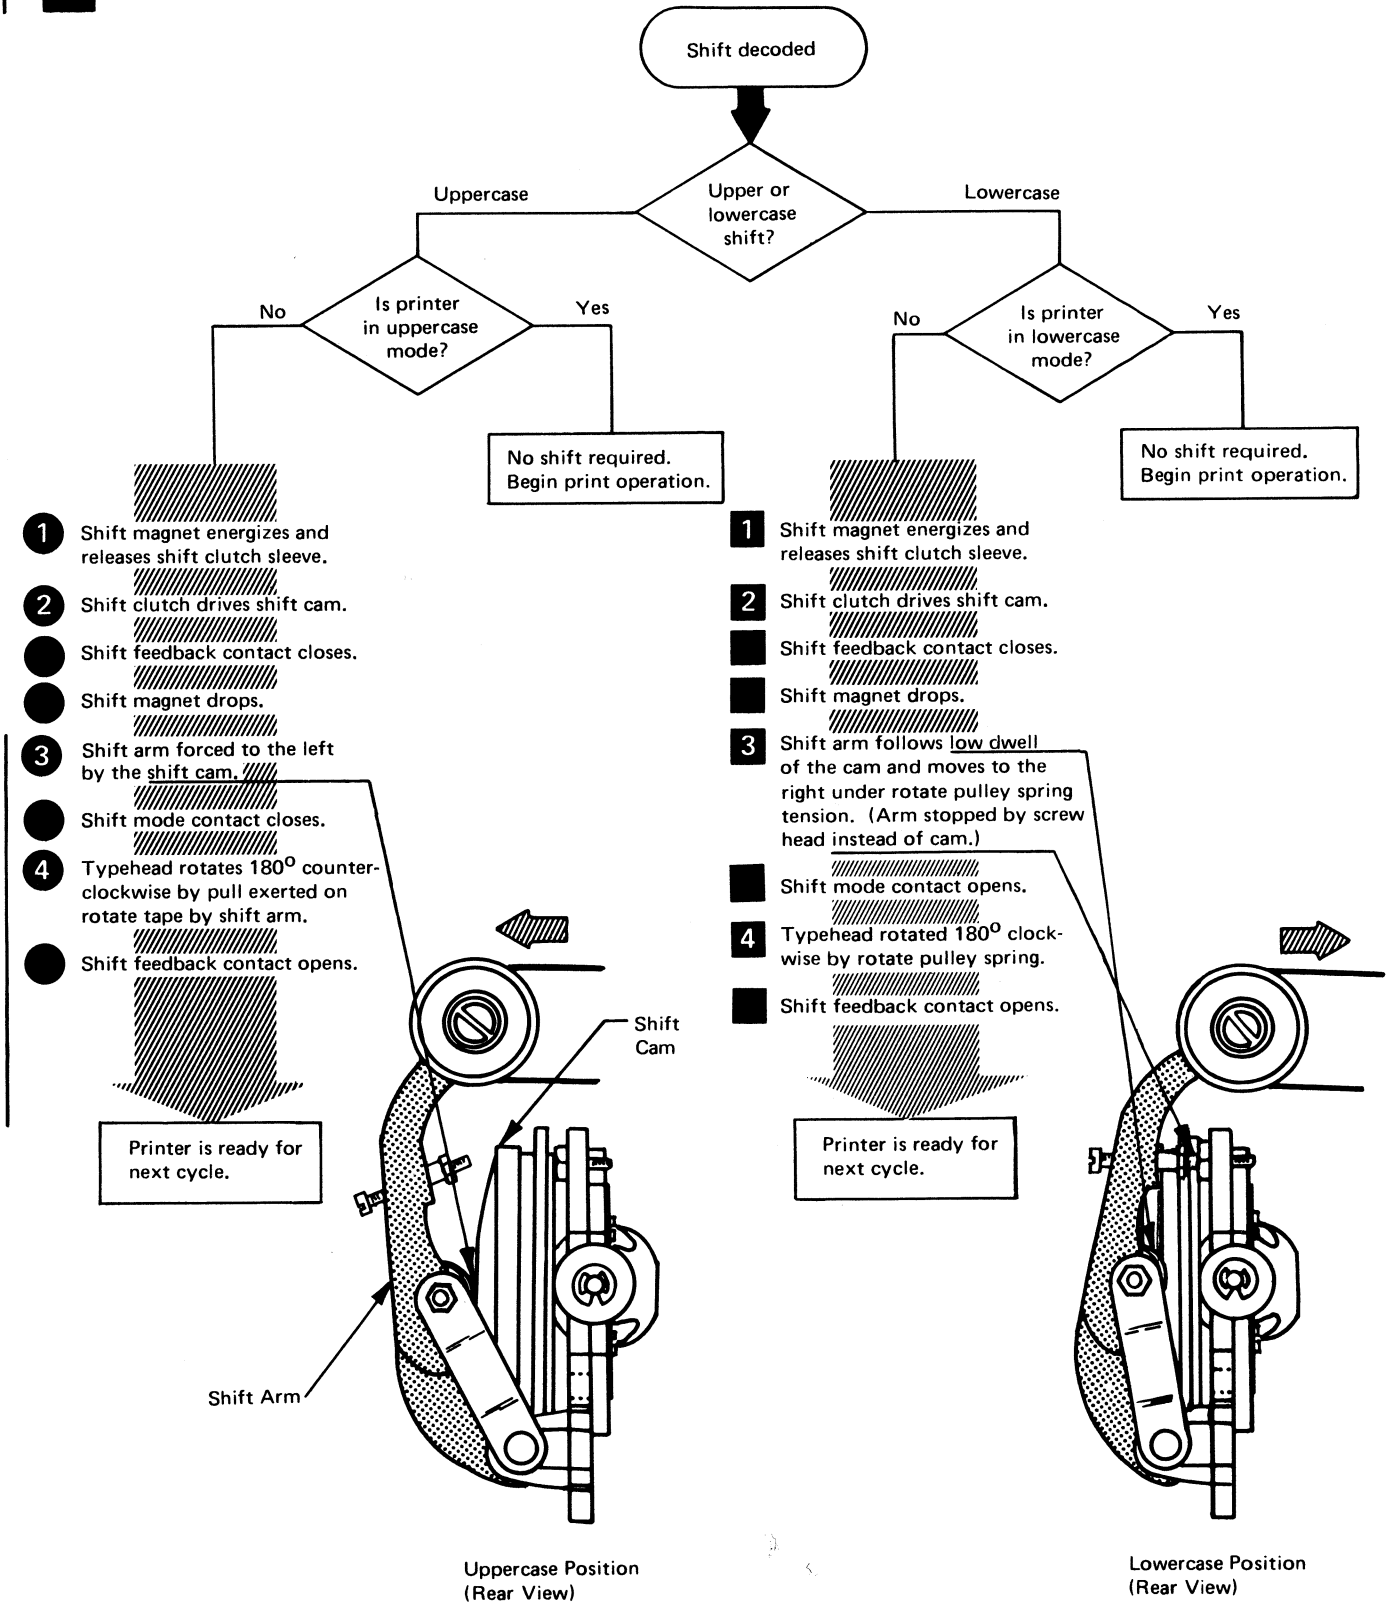 Shift decoded
Upper or
lowercase
shift?
Uppercase
Lowercase
Is printer
in uppercase
mode?
No
Yes
No shift required.
Begin print operation.
1 Shift magnet energizes and
releases shift clutch sleeve.
2 Shift clutch drives shift cam.
Shift feedback contact closes.
Shift magnet drops.
3 Shift arm forced to the left
by the shift cam.
Shift mode contact closes.
4 Typehead rotates 180° counter-
clockwise by pull exerted on
rotate tape by shift arm.
Shift feedback contact opens.
Printer is ready for
next cycle.
Shift
Cam
Shift Arm
Uppercase Position
(Rear View)
Is printer
in lowercase
mode?
No
Yes
No shift required.
Begin print operation.
1 Shift magnet energizes and
releases shift clutch sleeve.
2 Shift clutch drives shift cam.
Shift feedback contact closes.
Shift magnet drops.
3 Shift arm follows low dwell
of the cam and moves to the
right under rotate pulley spring
tension. (Arm stopped by screw
head instead of cam.)
Shift mode contact opens.
4 Typehead rotated 180° clock-
wise by rotate pulley spring.
Shift feedback contact opens.
Printer is ready for
next cycle.
Lowercase Position
(Rear View)